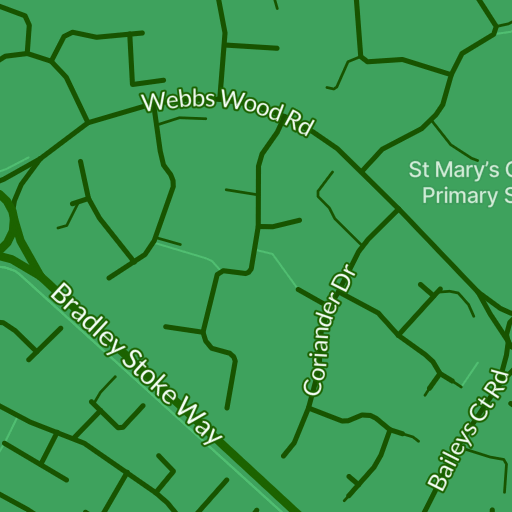 Webbs Wood Rd
St Mary's C
Primary S
Coriander Dr
Bradley Stoke Way
Baileys Ct Rd